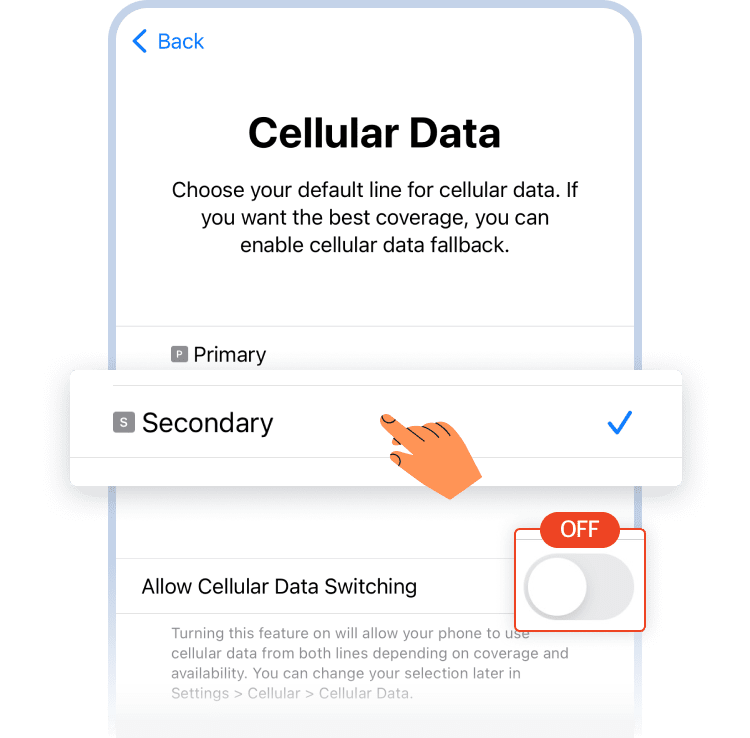 Back
Cellular Data
Choose your default line for cellular data. If
you want the best coverage, you can
enable cellular data fallback.
P Primary
S Secondary
OFF
Allow Cellular Data Switching
Turning this feature on will allow your phone to use
cellular data from both lines depending on coverage and
availability. You can change your selection later in
Settings > Cellular > Cellular Data.